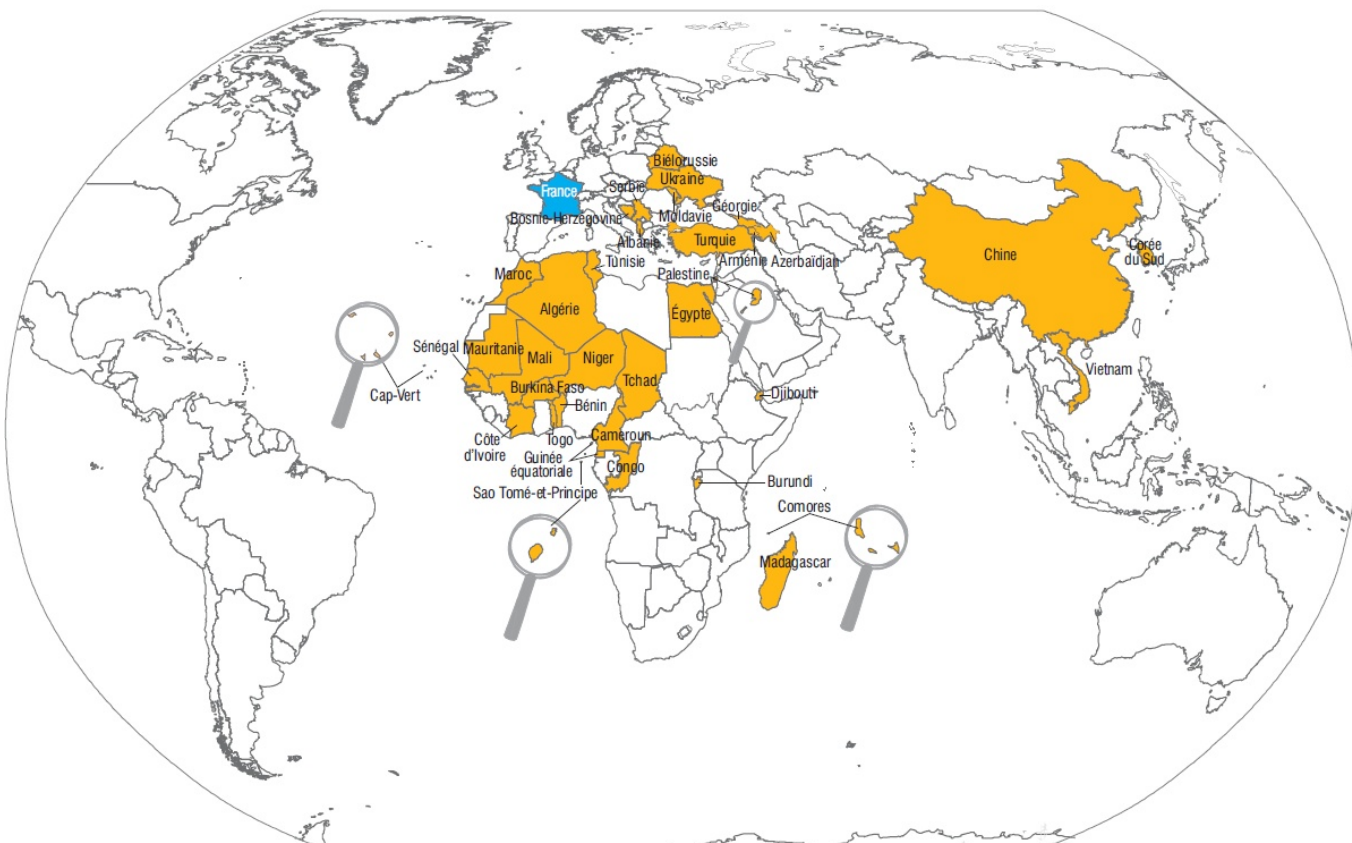 Biélorussie
Ukraine
France
Serbie
Bosnie-Herzégovine
Moldavie
Géorgie
Albanie
Turquie
Arménie
Azerbaïdjan
Chine
Corée
du Sud
Maroc
Tunisie
Palestine
Algérie
Égypte
Sénégal
Mauritanie
Mali
Niger
Tchad
Cap-Vert
Burkina Faso
Bénin
Djibouti
Vietnam
Côte
d'Ivoire
Togo
Cameroun
Guinée
équatoriale
Congo
Sao Tomé-et-Principe
Burundi
Comores
Madagascar